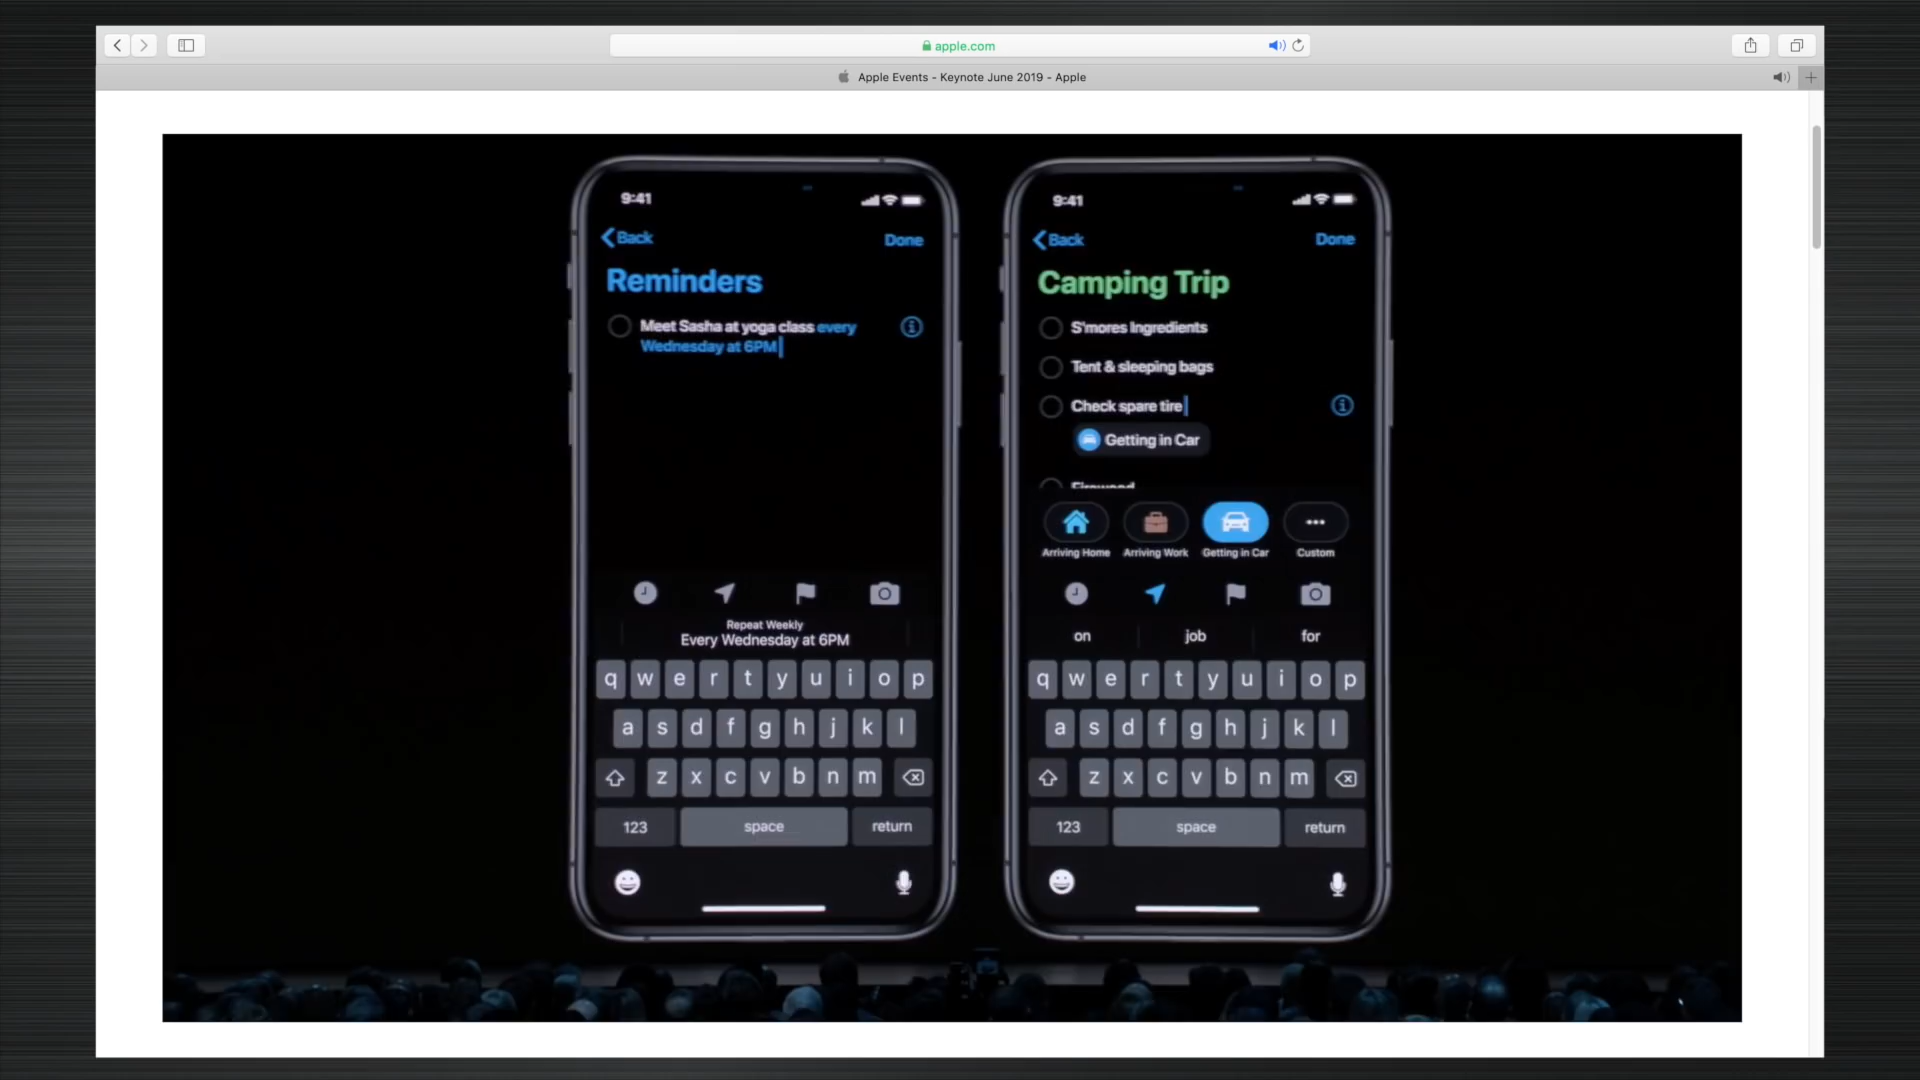 apple.com
Apple Events - Keynote June 2019 - Apple
9:41
Back
Done
Reminders
Meet Sasha at yoga class every
Wednesday at 6PM
Repeat Weekly
Every Wednesday at 6PM
q w e r t y u i o p
a s d f g h j k l
z x c v b n m
123
space
return
9:41
Back
Done
Camping Trip
S'mores Ingredients
Tent & sleeping bags
Check spare tire
Getting in Car
Firewood
Arriving Home
Arriving Work
Getting in Car
Custom
on
job
for
q w e r t y u i o p
a s d f g h j k l
z x c v b n m
123
space
return